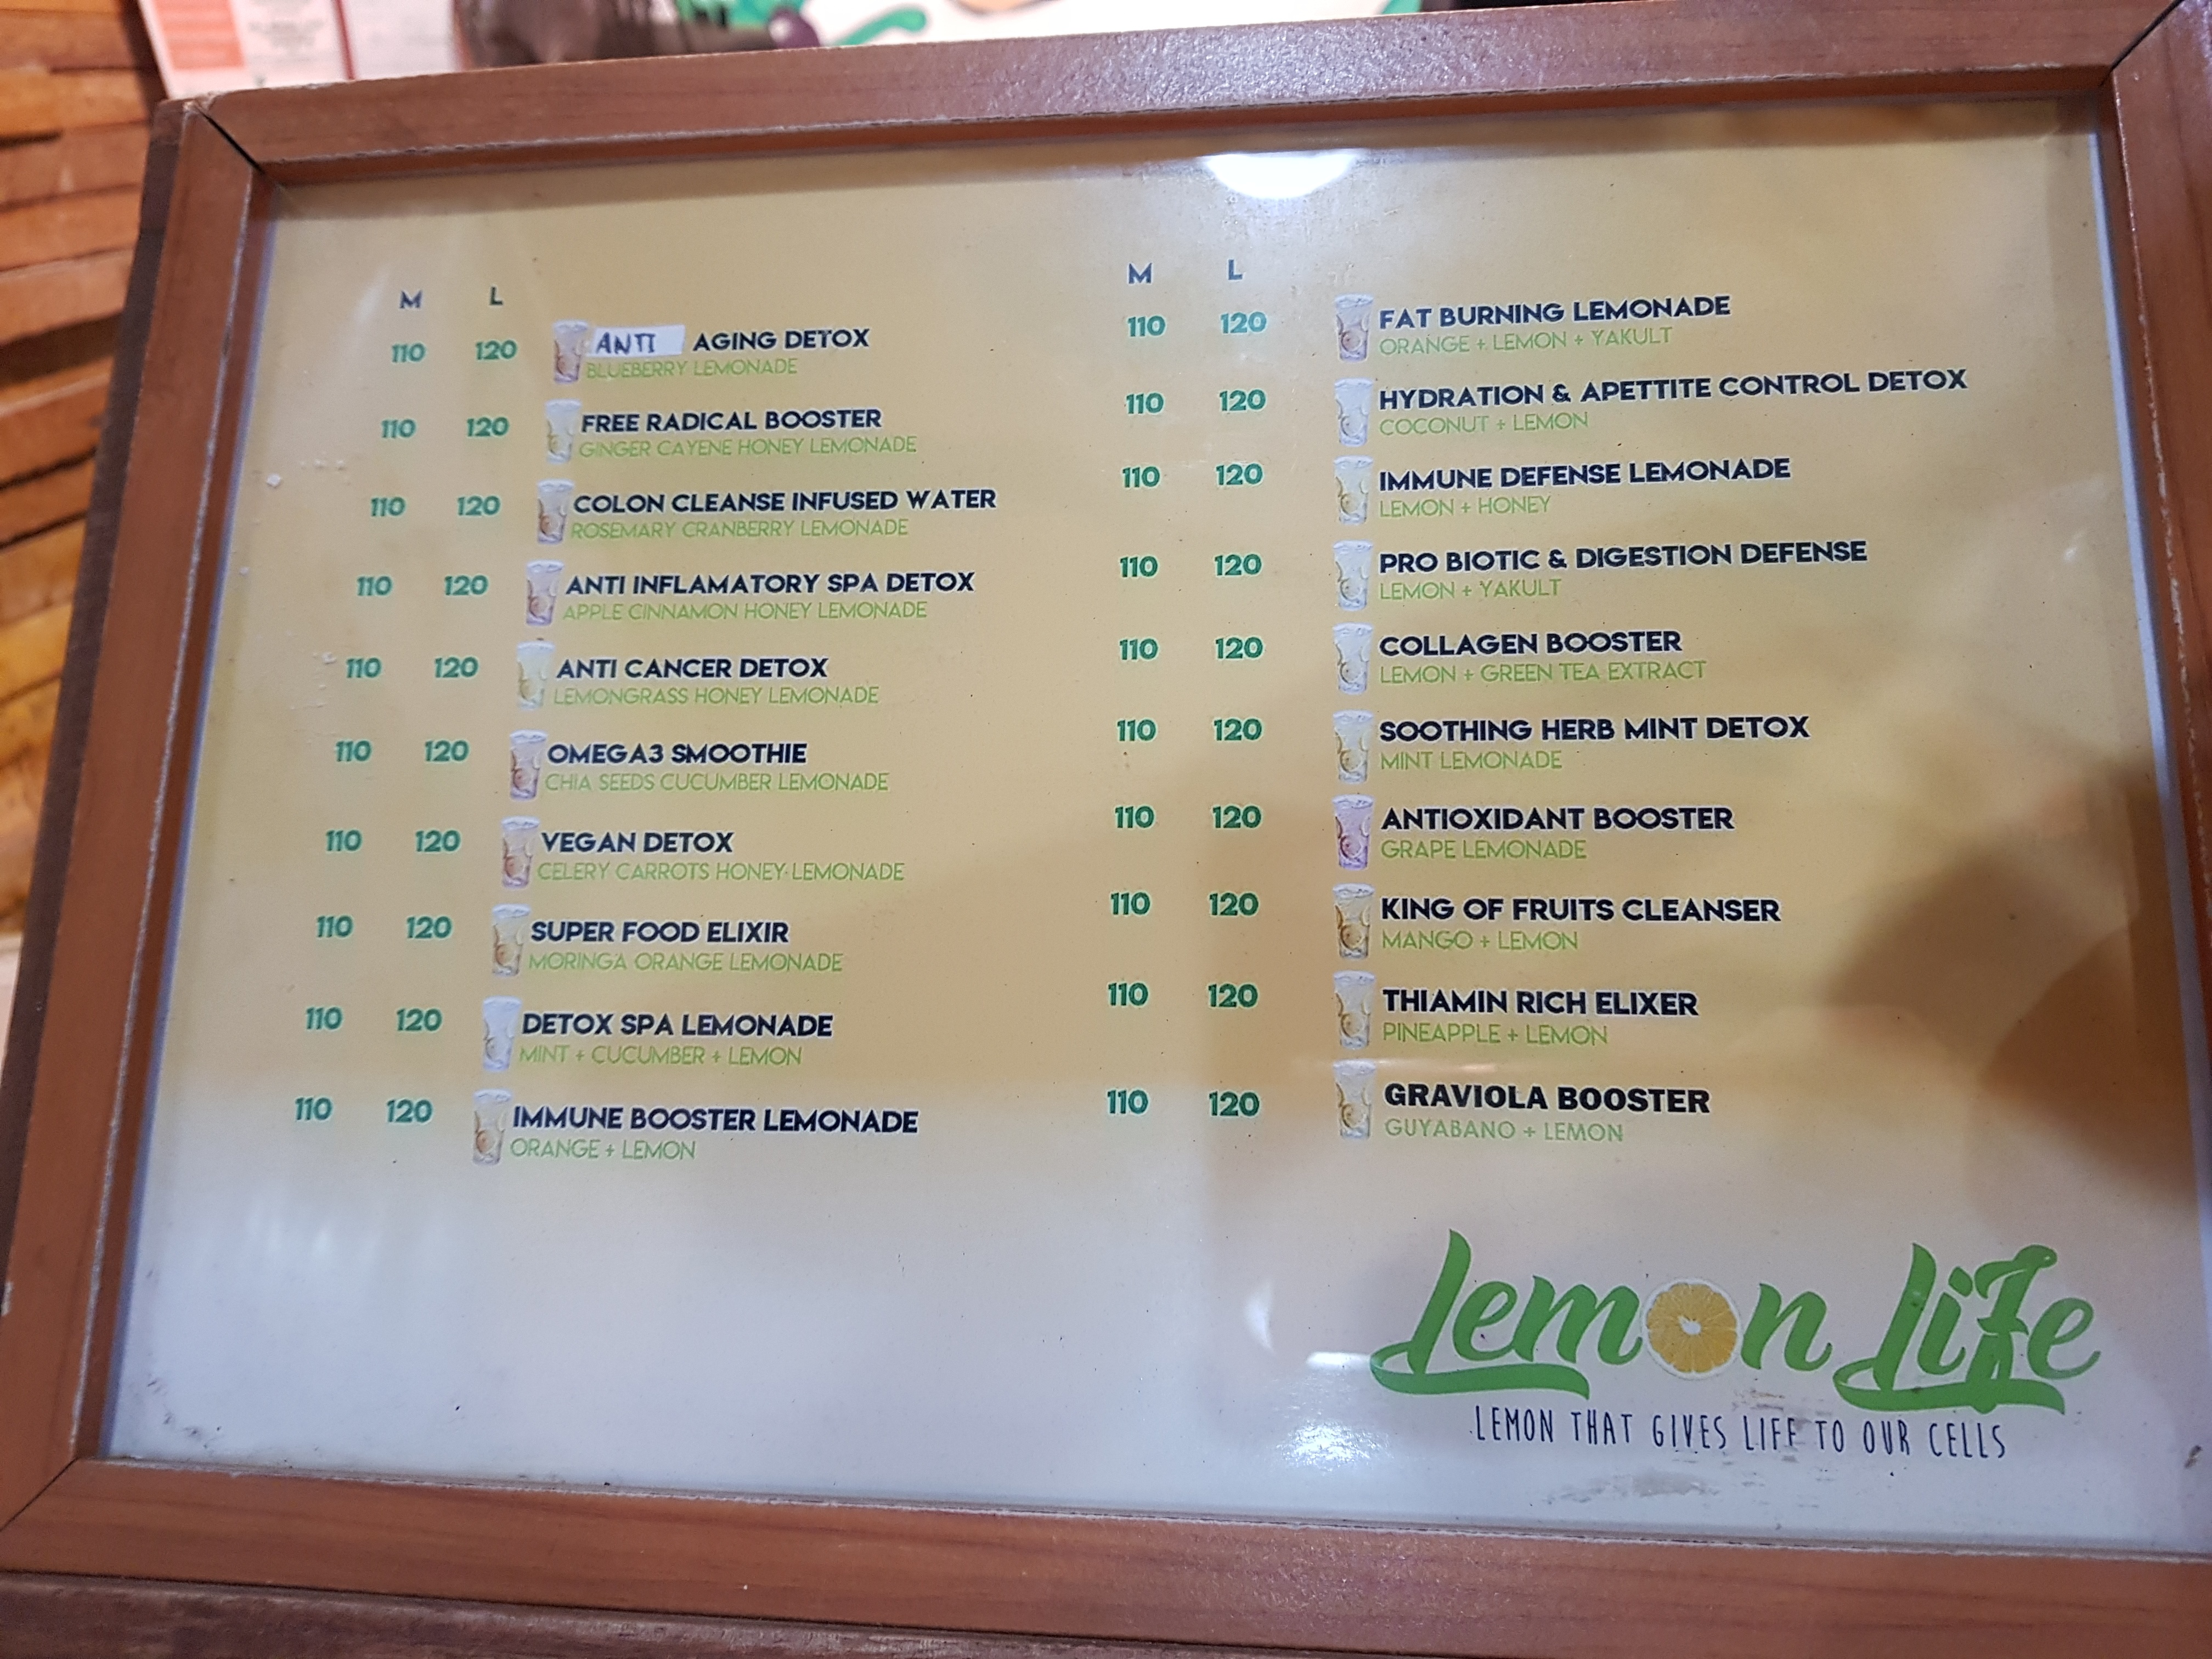 M L
110 120 ANTI AGING DETOX
BLUEBERRY LEMONADE
110 120 FREE RADICAL BOOSTER
GINGER CAYENE HONEY LEMONADE
110 120 COLON CLEANSE INFUSED WATER
ROSEMARY CRANBERRY LEMONADE
110 120 ANTI INFLAMATORY SPA DETOX
APPLE CINNAMON HONEY LEMONADE
110 120 ANTI CANCER DETOX
LEMONGRASS HONEY LEMONADE
110 120 OMEGA3 SMOOTHIE
CHIA SEEDS CUCUMBER LEMONADE
110 120 VEGAN DETOX
CELERY CARROTS HONEY LEMONADE
110 120 SUPER FOOD ELIXIR
MORINGA ORANGE LEMONADE
110 120 DETOX SPA LEMONADE
MINT + CUCUMBER + LEMON
110 120 IMMUNE BOOSTER LEMONADE
ORANGE + LEMON
M L
110 120 FAT BURNING LEMONADE
ORANGE + LEMON + YAKULT
110 120 HYDRATION & APETTITE CONTROL DETOX
COCONUT + LEMON
110 120 IMMUNE DEFENSE LEMONADE
LEMON + HONEY
110 120 PRO BIOTIC & DIGESTION DEFENSE
LEMON + YAKULT
110 120 COLLAGEN BOOSTER
LEMON + GREEN TEA EXTRACT
110 120 SOOTHING HERB MINT DETOX
MINT LEMONADE
110 120 ANTIOXIDANT BOOSTER
GRAPE LEMONADE
110 120 KING OF FRUITS CLEANSER
MANGO + LEMON
110 120 THIAMIN RICH ELIXER
PINEAPPLE + LEMON
110 120 GRAVIOLA BOOSTER
GUYABANO + LEMON
Lemon Life
LEMON THAT GIVES LIFE TO OUR CELLS